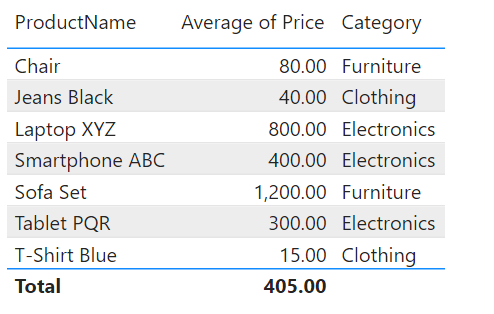 ProductName Average of Price Category
Chair 80.00 Furniture
Jeans Black 40.00 Clothing
Laptop XYZ 800.00 Electronics
Smartphone ABC 400.00 Electronics
Sofa Set 1,200.00 Furniture
Tablet PQR 300.00 Electronics
T-Shirt Blue 15.00 Clothing
Total 405.00